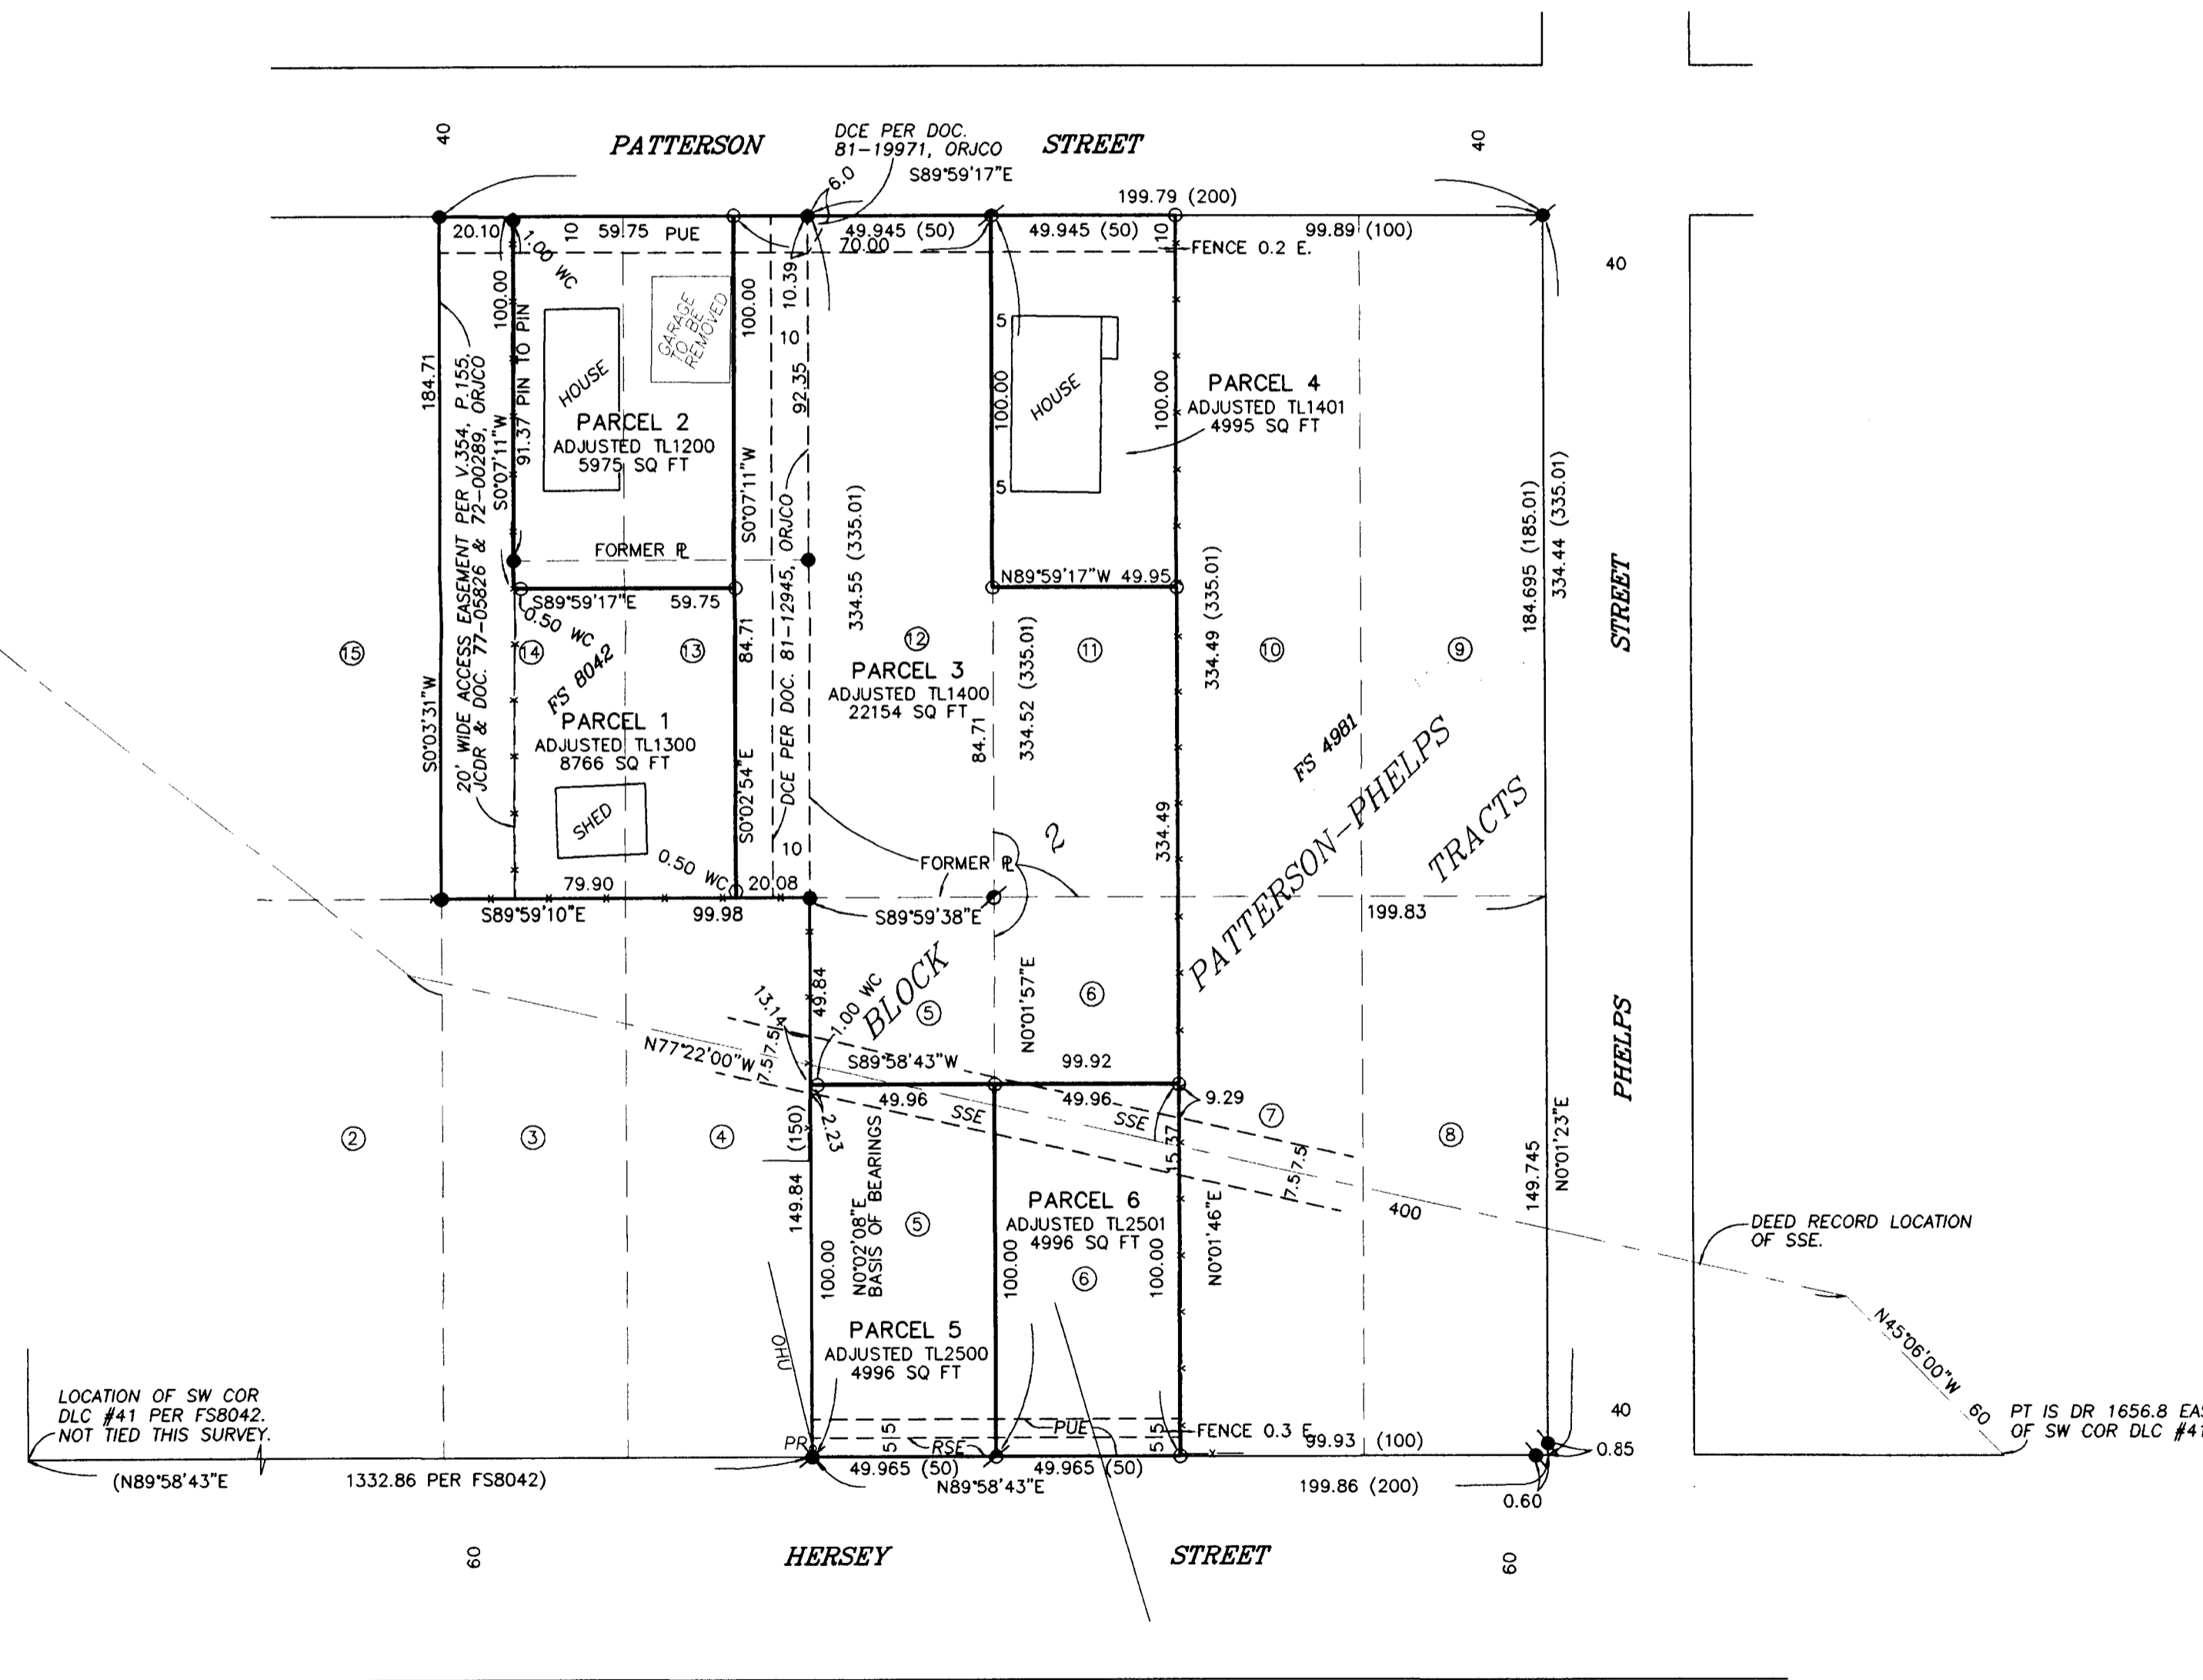 40
PATTERSON
DCE PER DOC.
81-19971, ORJCO
STREET
40
S89°59'17"E
6.0
199.79 (200)
20.10
1.00 WC
10
59.75 PUE
49.945 (50)
70.00
49.945 (50)
10
99.89 (100)
FENCE 0.2 E.
40
100.00
184.71
91.37 PIN TO PIN
S0°07'11"W
20' WIDE ACCESS EASEMENT PER V.354, P.155,
JCDR & DOC. 77-05826 & 72-00289, ORJCO
HOUSE
GARAGE
TO BE
REMOVED
PARCEL 2
ADJUSTED TL1200
5975 SQ FT
100.00
S0°07'11"W
10.39
10
92.35
DCE PER DOC. 81-12945, ORJCO
334.55 (335.01)
5
HOUSE
5
100.00
100.00
PARCEL 4
ADJUSTED TL1401
4995 SQ FT
184.695 (185.01)
334.44 (335.01)
FORMER PL
S89°59'17"E
59.75
0.50 WC
N89°59'17"W 49.95
334.49 (335.01)
STREET
15
14
13
12
11
10
9
FS 8042
84.71
S0°03'31"W
PARCEL 1
ADJUSTED TL1300
8766 SQ FT
PARCEL 3
ADJUSTED TL1400
22154 SQ FT
84.71
334.52 (335.01)
FS 4981
PATTERSON-PHELPS
TRACTS
SHED
S0°02'54"E
10
334.49
2
FORMER PL
0.50 WC
79.90
20.08
S89°59'10"E
99.98
S89°59'38"E
199.83
BLOCK
49.84
13.14
1.00 WC
5
6
N0°01'57"E
N77°22'00"W
7.5
7.5
S89°58'43"W
99.92
49.96
49.96
9.29
SSE
SSE
PHELPS
2
3
4
(150)
2.23
7
8
15.37
7.5
7.5
149.84
N0°02'08"E
BASIS OF BEARINGS
5
PARCEL 6
ADJUSTED TL2501
4996 SQ FT
6
N0°01'46"E
149.745
N0°01'23"E
400
DEED RECORD LOCATION
OF SSE.
100.00
100.00
100.00
N45°06'00"W
60
OHU
PARCEL 5
ADJUSTED TL2500
4996 SQ FT
LOCATION OF SW COR
DLC #41 PER FS8042.
NOT TIED THIS SURVEY.
40
PT IS DR 1656.8 EAS
OF SW COR DLC #41
PR
5
5
PUE
RSE
5
5
FENCE 0.3 E.
99.93 (100)
0.85
49.965 (50)
49.965 (50)
(N89°58'43"E
1332.86 PER FS8042)
N89°58'43"E
199.86 (200)
0.60
60
HERSEY
STREET
60